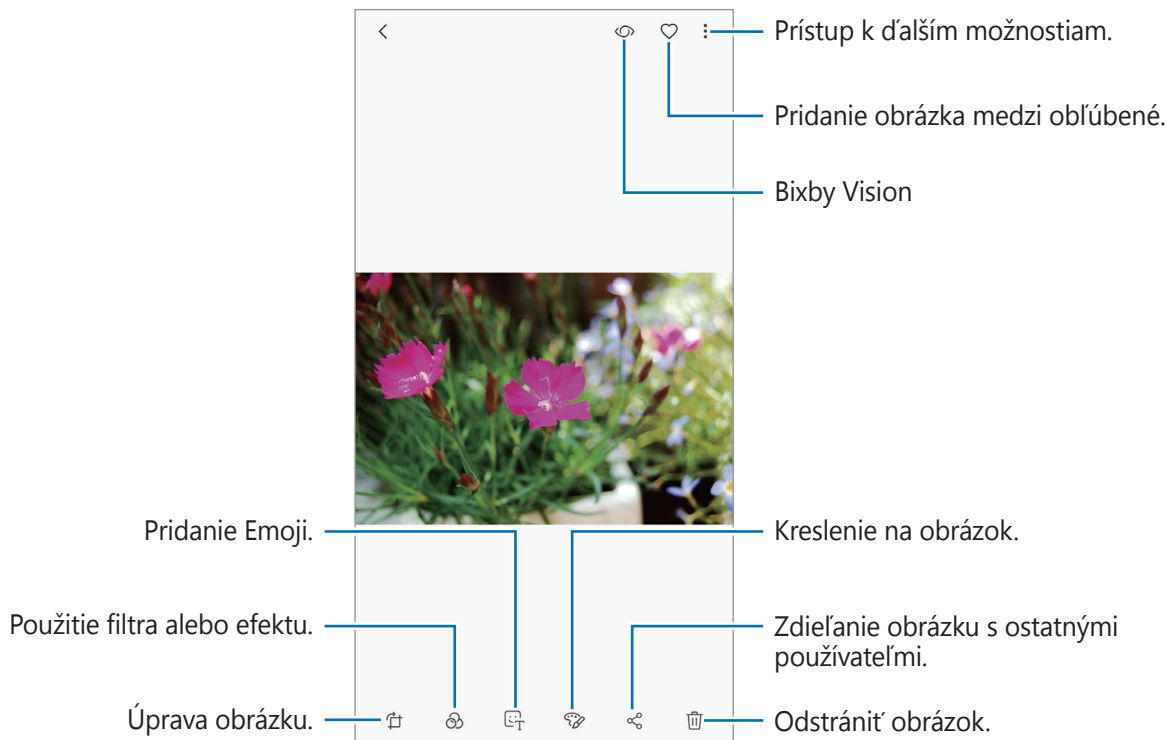 Prístup k ďalším možnostiam.
Pridanie obrázka medzi obľúbené.
Bixby Vision
Pridanie Emoji.
Kreslenie na obrázok.
Použitie filtra alebo efektu.
Zdieľanie obrázku s ostatnými
používateľmi.
Úprava obrázku.
Odstrániť obrázok.